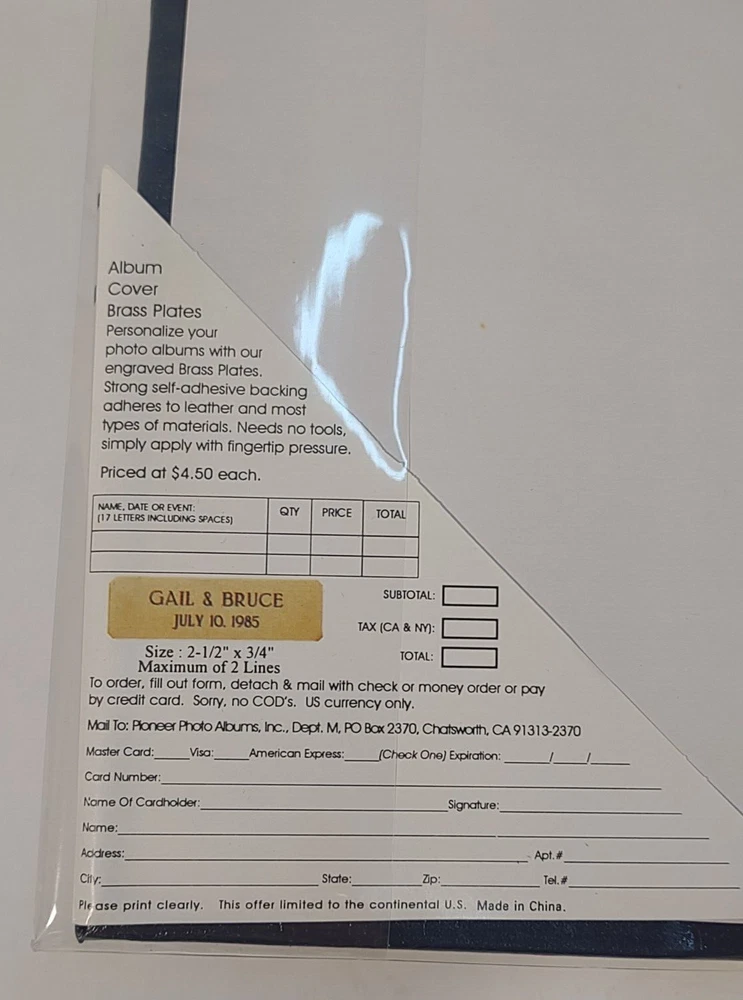 Album
Cover
Brass Plates
Personalize your
photo albums with our
engraved Brass Plates.
Strong self-adhesive backing
adheres to leather and most
types of materials. Needs no tools,
simply apply with fingertip pressure.
Priced at $4.50 each.
NAME, DATE OR EVENT: QTY PRICE TOTAL
(17 LETTERS INCLUDING SPACES)
GAIL & BRUCE
JULY 10, 1985
SUBTOTAL:
TAX (CA & NY):
TOTAL:
Size : 2-1/2" x 3/4"
Maximum of 2 Lines
To order, fill out form, detach & mail with check or money order or pay
by credit card. Sorry, no COD's. US currency only.
Mail To: Pioneer Photo Albums, Inc., Dept. M, PO Box 2370, Chatsworth, CA 91313-2370
Master Card:_____Visa:_____American Express:_____(Check One) Expiration: ______/_____/_____
Card Number:
Name Of Cardholder: Signature:
Name:
Address: Apt.#
City: State: Zip: Tel.#
Please print clearly. This offer limited to the continental U.S. Made in China.